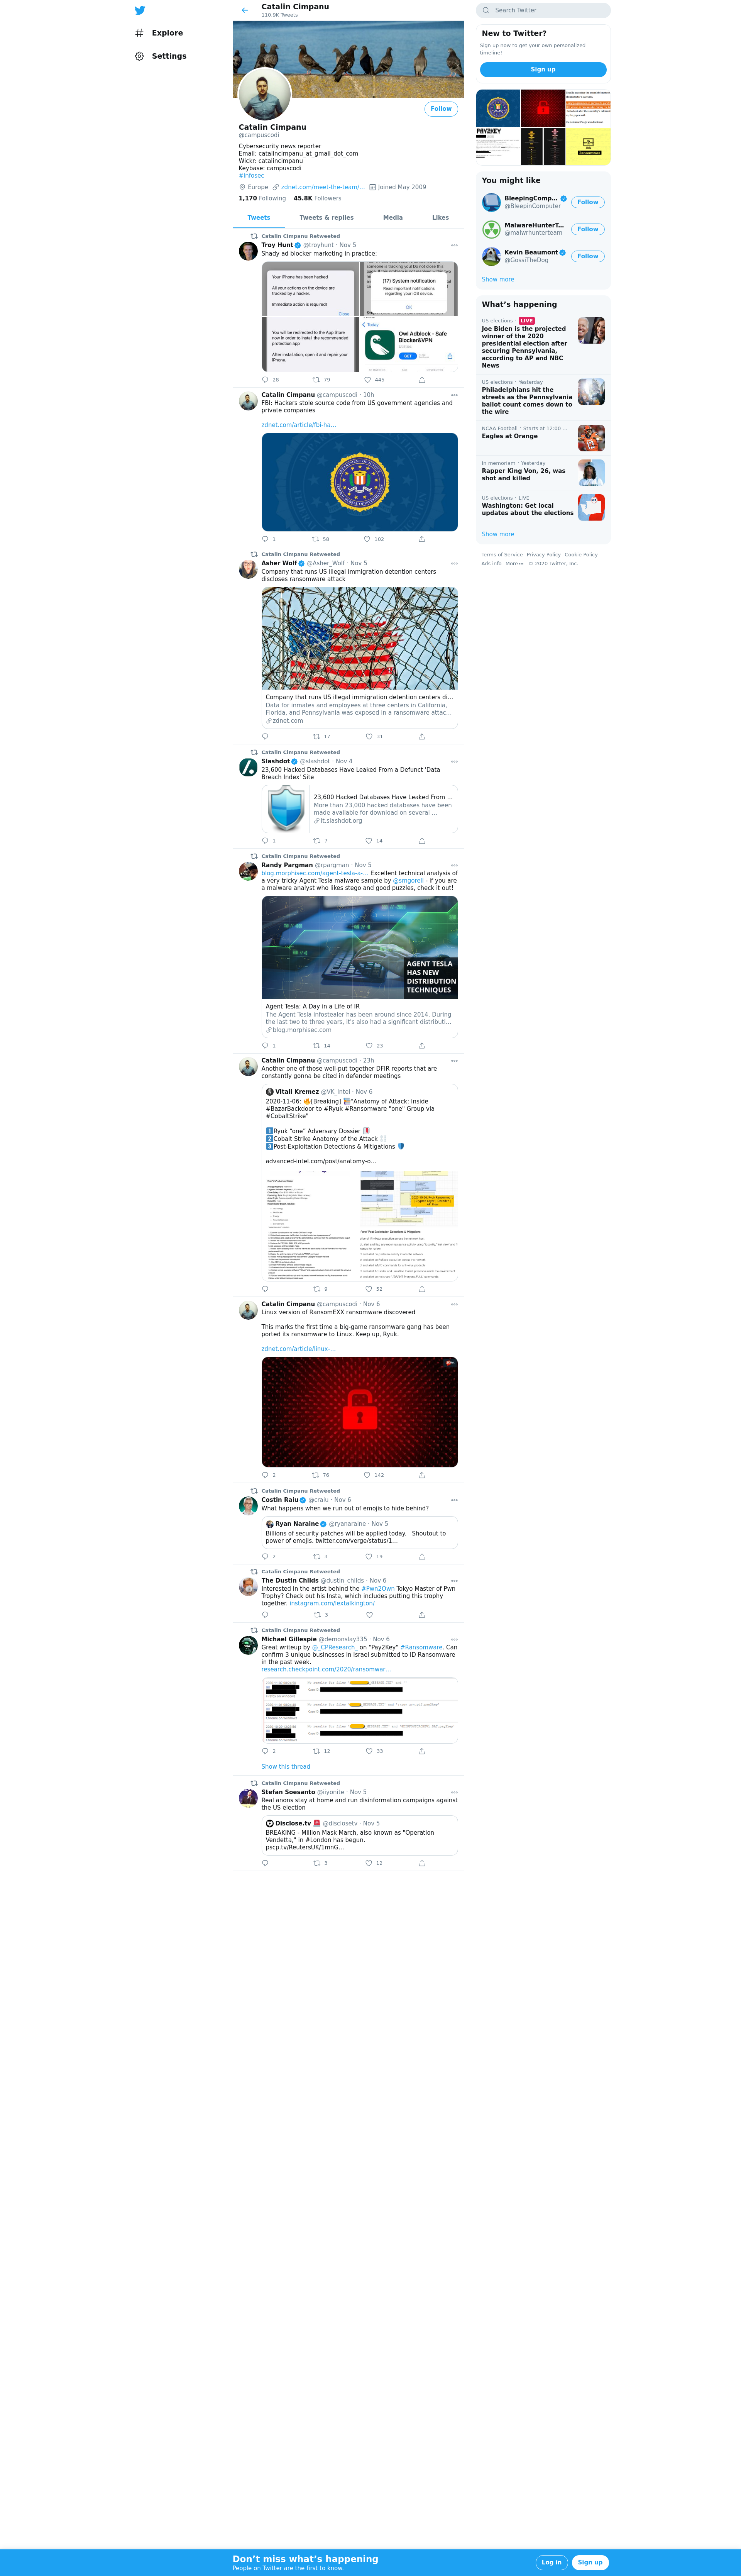 Explore
Settings
Catalin Cimpanu
110.9K Tweets
Follow
Catalin Cimpanu
@campuscodi
Cybersecurity news reporter
Email: catalincimpanu_at_gmail_dot_com
Wickr: catalincimpanu
Keybase: campuscodi
#infosec
Europe zdnet.com/meet-the-team/... Joined May 2009
1,170 Following 45.8K Followers
Tweets Tweets & replies Media Likes
Catalin Cimpanu Retweeted
Troy Hunt @troyhunt · Nov 5
Shady ad blocker marketing in practice:
Your iPhone has been hacked
All your actions on the device are
tracked by a hacker.
Immediate action is required!
Close
(17) System notification
Read important notifications
regarding your iOS device.
OK
You will be redirected to the App Store
now in order to install the recommended
protection app
After installation, open it and repair your
iPhone.
Today
Owl Adblock - Safe
Blocker&VPN
GET
28 79 445
Catalin Cimpanu @campuscodi · 10h
FBI: Hackers stole source code from US government agencies and
private companies
zdnet.com/article/fbi-ha…
1 58 102
Catalin Cimpanu Retweeted
Asher Wolf @Asher_Wolf · Nov 5
Company that runs US illegal immigration detention centers
discloses ransomware attack
Company that runs US illegal immigration detention centers di…
Data for inmates and employees at three centers in California,
Florida, and Pennsylvania was exposed in a ransomware attac…
zdnet.com
17 31
Catalin Cimpanu Retweeted
Slashdot @slashdot · Nov 4
23,600 Hacked Databases Have Leaked From a Defunct 'Data
Breach Index' Site
23,600 Hacked Databases Have Leaked From …
More than 23,000 hacked databases have been
made available for download on several …
it.slashdot.org
1 7 14
Catalin Cimpanu Retweeted
Randy Pargman @rpargman · Nov 5
blog.morphisec.com/agent-tesla-a-… Excellent technical analysis of
a very tricky Agent Tesla malware sample by @smgoreli - if you are
a malware analyst who likes stego and good puzzles, check it out!
AGENT TESLA
HAS NEW
DISTRIBUTION
TECHNIQUES
Agent Tesla: A Day in a Life of IR
The Agent Tesla infostealer has been around since 2014. During
the last two to three years, it's also had a significant distributi…
blog.morphisec.com
1 14 23
Catalin Cimpanu @campuscodi · 23h
Another one of those well-put together DFIR reports that are
constantly gonna be cited in defender meetings
Vitali Kremez @VK_Intel · Nov 6
2020-11-06: 🔥[Breaking] "Anatomy of Attack: Inside
#BazarBackdoor to #Ryuk #Ransomware "one" Group via
#CobaltStrike"
1 Ryuk "one" Adversary Dossier
2 Cobalt Strike Anatomy of the Attack
3 Post-Exploitation Detections & Mitigations
advanced-intel.com/post/anatomy-o…
9 52
Catalin Cimpanu @campuscodi · Nov 6
Linux version of RansomEXX ransomware discovered
This marks the first time a big-game ransomware gang has been
ported its ransomware to Linux. Keep up, Ryuk.
zdnet.com/article/linux-…
2 76 142
Catalin Cimpanu Retweeted
Costin Raiu @craiu · Nov 6
What happens when we run out of emojis to hide behind?
Ryan Naraine @ryanaraine · Nov 5
Billions of security patches will be applied today. Shoutout to
power of emojis. twitter.com/verge/status/1…
2 3 19
Catalin Cimpanu Retweeted
The Dustin Childs @dustin_childs · Nov 6
Interested in the artist behind the #Pwn2Own Tokyo Master of Pwn
Trophy? Check out his Insta, which includes putting this trophy
together. instagram.com/lextalkington/
3
Catalin Cimpanu Retweeted
Michael Gillespie @demonslay335 · Nov 6
Great writeup by @_CPResearch_ on "Pay2Key" #Ransomware. Can
confirm 3 unique businesses in Israel submitted to ID Ransomware
in the past week.
research.checkpoint.com/2020/ransomwar…
2 12 33
Show this thread
Catalin Cimpanu Retweeted
Stefan Soesanto @iiyonite · Nov 5
Real anons stay at home and run disinformation campaigns against
the US election
Disclose.tv @disclosetv · Nov 5
BREAKING - Million Mask March, also known as "Operation
Vendetta," in #London has begun.
pscp.tv/ReutersUK/1mnG…
3 12
Search Twitter
New to Twitter?
Sign up now to get your own personalized
timeline!
Sign up
PAY2KEY
You might like
BleepingComp…
@BleepinComputer
Follow
MalwareHunterT…
@malwrhunterteam
Follow
Kevin Beaumont
@GossiTheDog
Follow
Show more
What's happening
US elections · LIVE
Joe Biden is the projected
winner of the 2020
presidential election after
securing Pennsylvania,
according to AP and NBC
News
US elections · Yesterday
Philadelphians hit the
streets as the Pennsylvania
ballot count comes down to
the wire
NCAA Football · Starts at 12:00 …
Eagles at Orange
In memoriam · Yesterday
Rapper King Von, 26, was
shot and killed
US elections · LIVE
Washington: Get local
updates about the elections
Show more
Terms of Service Privacy Policy Cookie Policy
Ads info More © 2020 Twitter, Inc.
Don't miss what's happening
People on Twitter are the first to know.
Log in
Sign up